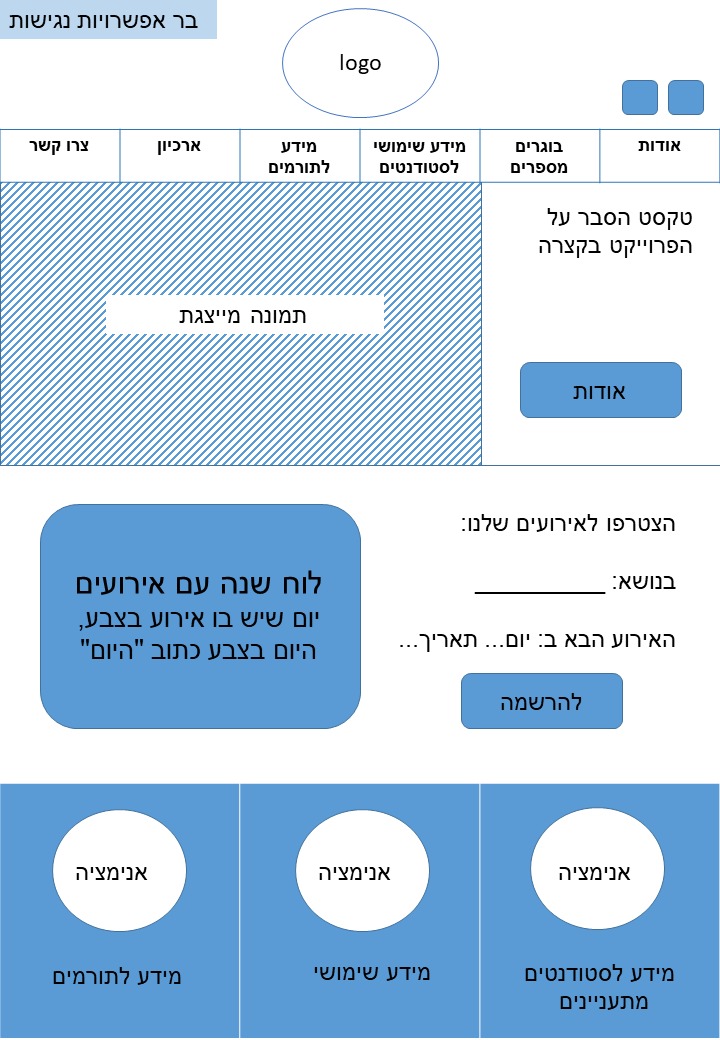 בר אפשרויות נגישות
logo
אודות
בוגרים
מספרים
מידע שימושי
לסטודנטים
מידע
לתורמים
ארכיון
צרו קשר
טקסט הסבר על
הפרוייקט בקצרה
אודות
תמונה מייצגת
הצטרפו לאירועים שלנו:
בנושא: ___________
האירוע הבא ב: יום... תאריך...
להרשמה
לוח שנה עם אירועים
יום שיש בו אירוע בצבע,
היום בצבע כתוב "היום"
אנימציה
מידע לסטודנטים
מתעניינים
אנימציה
מידע שימושי
אנימציה
מידע לתורמים